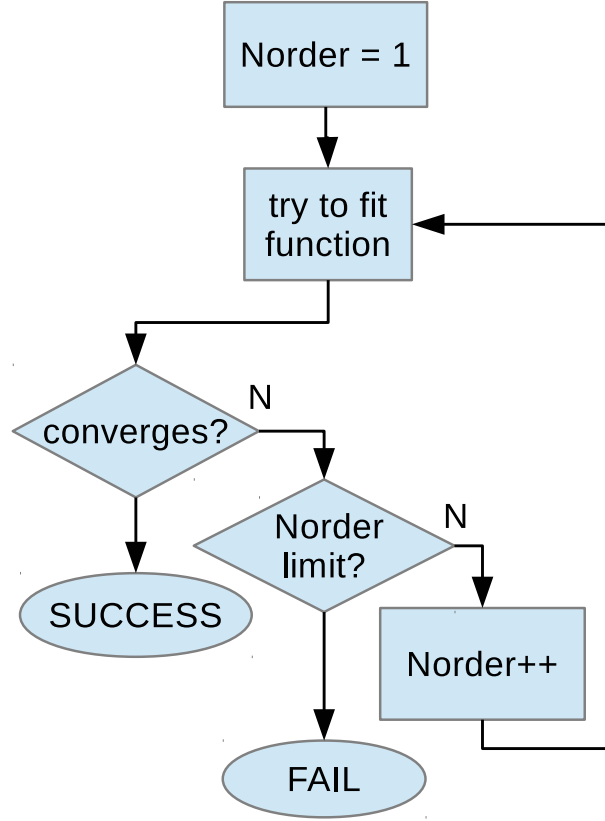 Norder = 1
try to fit
function
converges?
N
Norder
limit?
N
SUCCESS
Norder++
FAIL